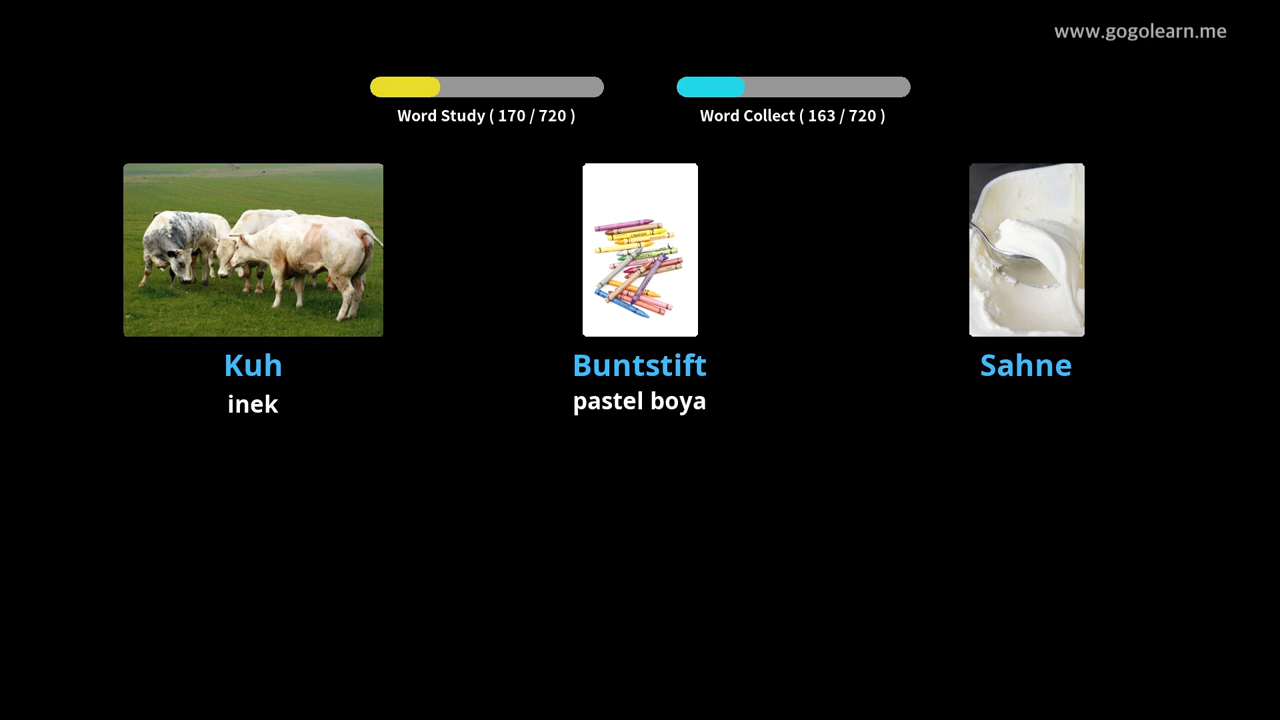 www.gogolearn.me
Word Study ( 170 / 720 )
Word Collect ( 163 / 720 )
Kuh
inek
Buntstift
pastel boya
Sahne